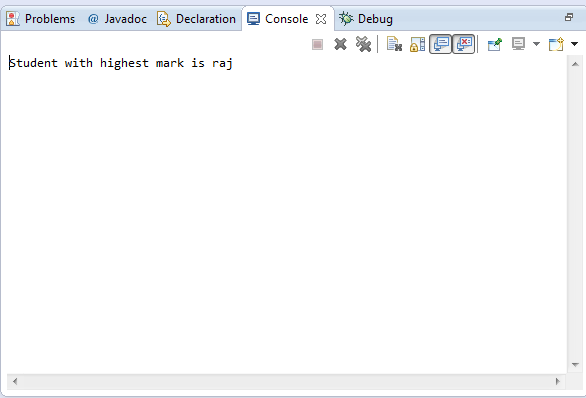 Problems @ Javadoc Declaration Console Debug
Student with highest mark is raj